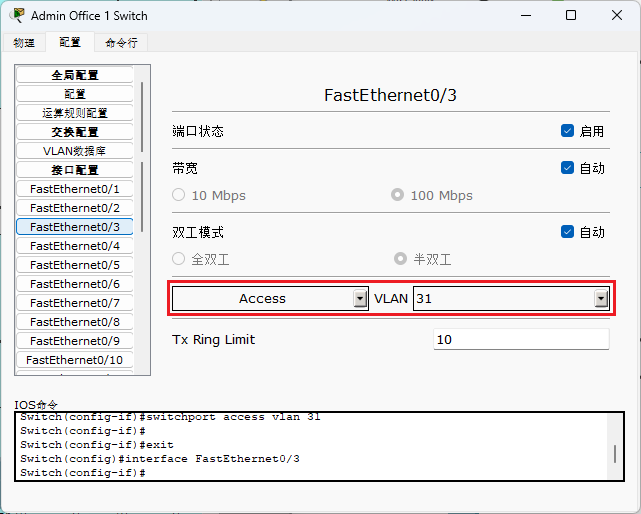 Admin Office 1 Switch
物理 配置 命令行
全局配置
配置
运算规则配置
交换配置
VLAN数据库
接口配置
FastEthernet0/1
FastEthernet0/2
FastEthernet0/3
FastEthernet0/4
FastEthernet0/5
FastEthernet0/6
FastEthernet0/7
FastEthernet0/8
FastEthernet0/9
FastEthernet0/10
FastEthernet0/3
端口状态 启用
带宽 自动
10 Mbps 100 Mbps
双工模式 自动
全双工 半双工
Access VLAN 31
Tx Ring Limit 10
IOS命令
Switch(config-if)#switchport access vlan 31
Switch(config-if)#
Switch(config-if)#exit
Switch(config)#interface FastEthernet0/3
Switch(config-if)#